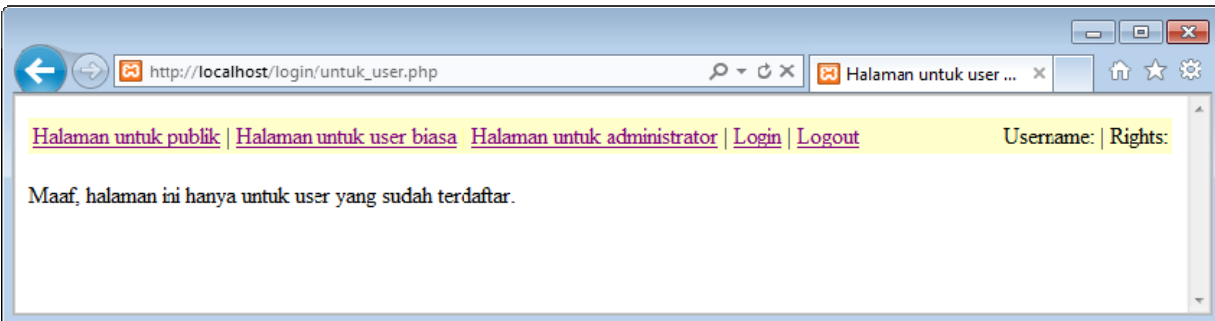 http://localhost/login/untuk_user.php
Halaman untuk user ...
Halaman untuk publik | Halaman untuk user biasa Halaman untuk administrator | Login | Logout Username: | Rights:
Maaf, halaman ini hanya untuk user yang sudah terdaftar.